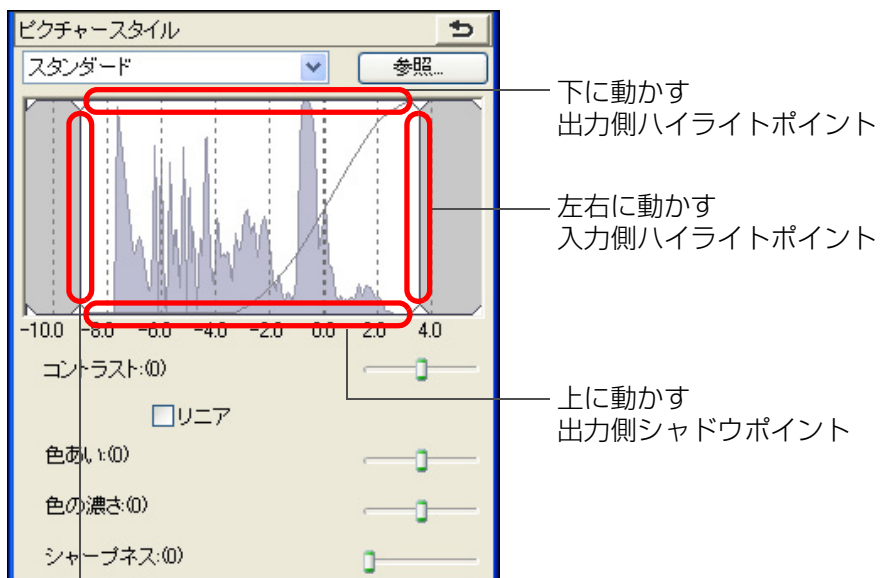 ピクチャースタイル
スタンダード
参照...
下に動かす
出力側ハイライトポイント
左右に動かす
入力側ハイライトポイント
-10.0 -8.0 -6.0 -4.0 -2.0 0.0 2.0 4.0
上に動かす
出力側シャドウポイント
コントラスト:(0)
リニア
色あい:(0)
色の濃さ:(0)
シャープネス:(0)